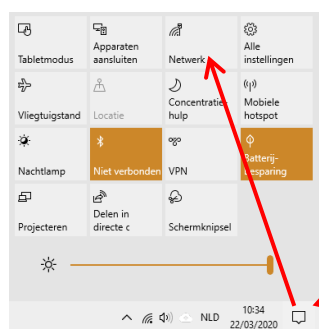 Tabletmodus
Apparaten
aansluiten
Netwerk
Alle
instellingen
Vliegtuigstand
Locatie
Concentratie-
hulp
Mobiele
hotspot
Nachtlamp
Niet verbonden
VPN
Batterij-
besparing
Projecteren
Delen in
directe c
Schermknipsel
NLD
10:34
22/03/2020